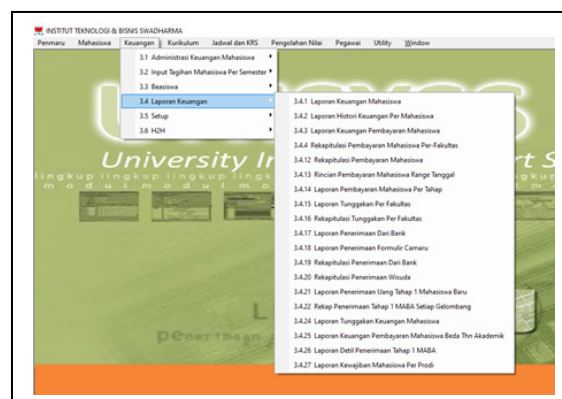 INSTITUT TEKNOLOGI & BISNIS SWADHARMA
Penmaru Mahasiswa Keuangan Kurikulum Jadwal dan KRS Pengolahan Nilai Pegawai Utility Window
3.1 Administrasi Keuangan Mahasiswa
3.2 Input Tagihan Mahasiswa Per Semester
3.3 Beasiswa
3.4 Laporan Keuangan
3.5 Setup
3.6 H2H
3.4.1 Laporan Keuangan Mahasiswa
3.4.2 Laporan Histori Keuangan Per Mahasiswa
3.4.3 Laporan Keuangan Pembayaran Mahasiswa
3.4.4 Rekapitulasi Pembayaran Mahasiswa Per-Fakultas
3.4.12 Rekapitulasi Pembayaran Mahasiswa
3.4.13 Rincian Pembayaran Mahasiswa Range Tanggal
3.4.14 Laporan Pembayaran Mahasiswa Per Tahap
3.4.15 Laporan Tunggakan Per Fakultas
3.4.16 Rekapitulasi Tunggakan Per Fakultas
3.4.17 Laporan Penerimaan Dari Bank
3.4.18 Laporan Penerimaan Formulir Camaru
3.4.19 Rekapitulasi Penerimaan Dari Bank
3.4.20 Rekapitulasi Penerimaan Wisuda
3.4.21 Laporan Penerimaan Uang Tahap 1 Mahasiswa Baru
3.4.22 Rekap Penerimaan Tahap 1 MABA Setiap Gelombang
3.4.24 Laporan Tunggakan Keuangan Mahasiswa
3.4.25 Laporan Keuangan Pembayaran Mahasiswa Beda Thn Akademik
3.4.26 Laporan Detil Penerimaan Tahap 1 MABA
3.4.27 Laporan Kewajiban Mahasiswa Per Prodi
University
lingkup lingkup lingkup